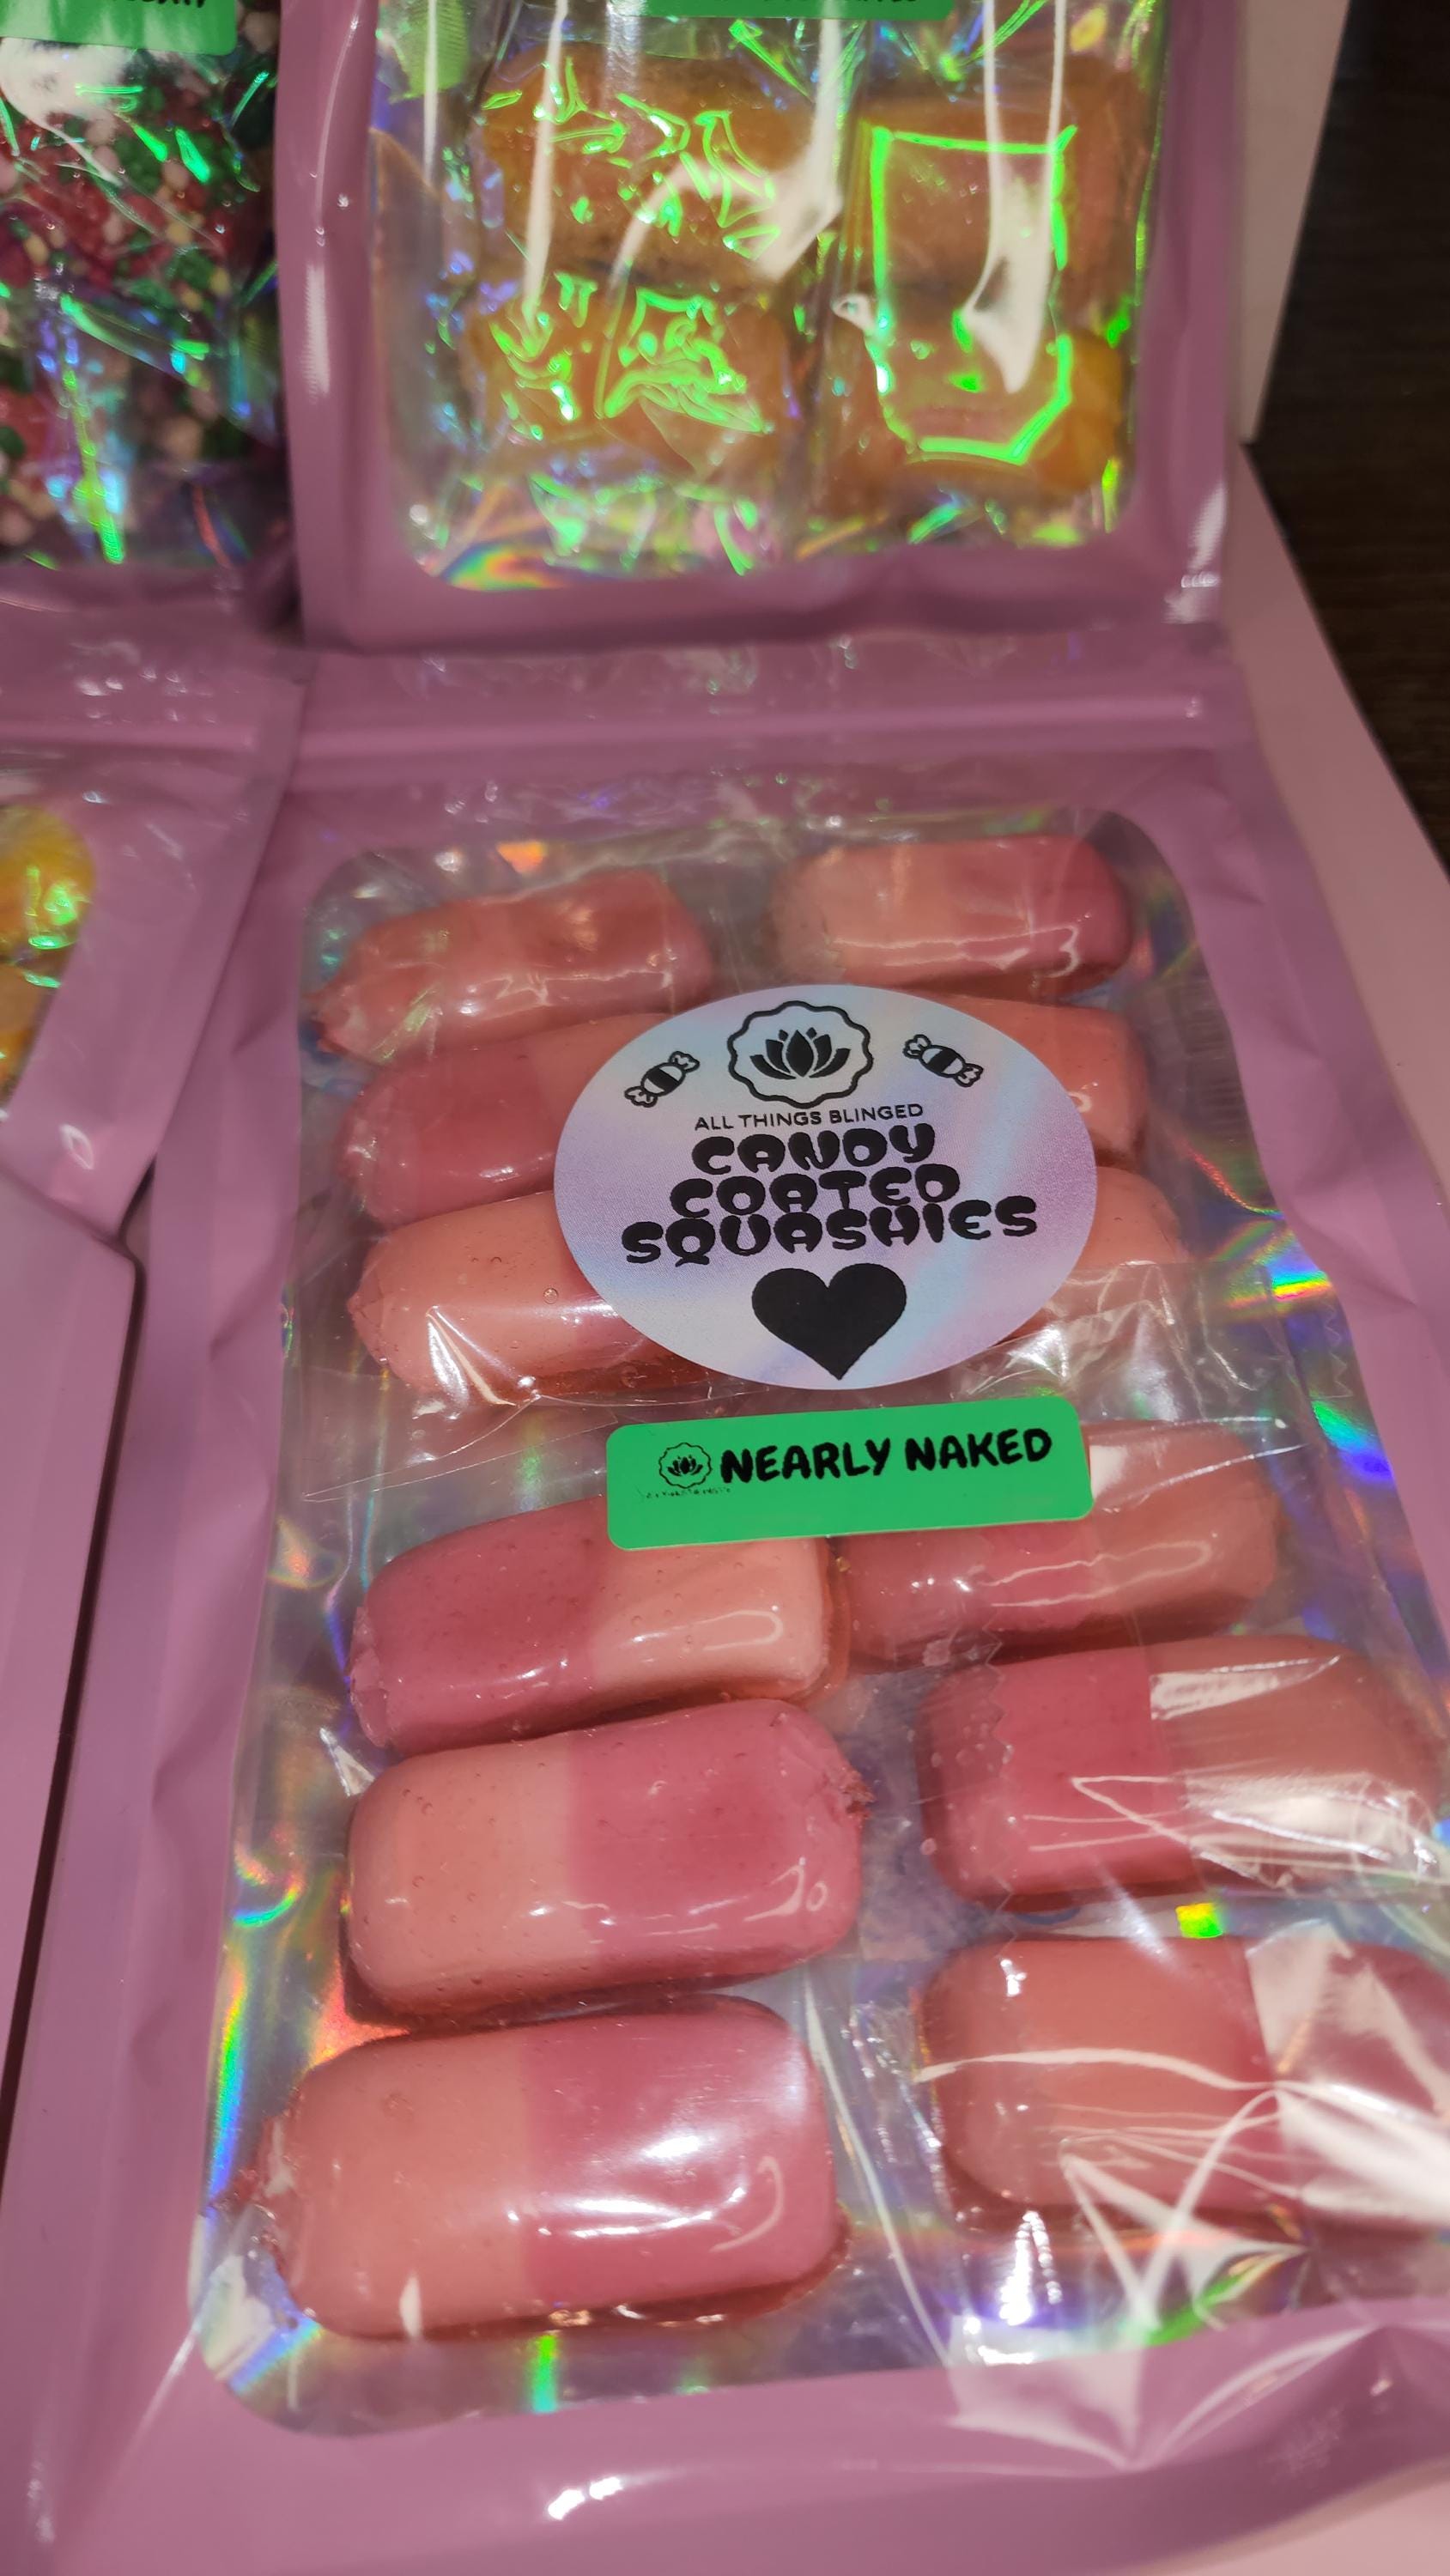 ALL THINGS BLINGED
CANDY
COATED
SQUASHIES
NEARLY NAKED